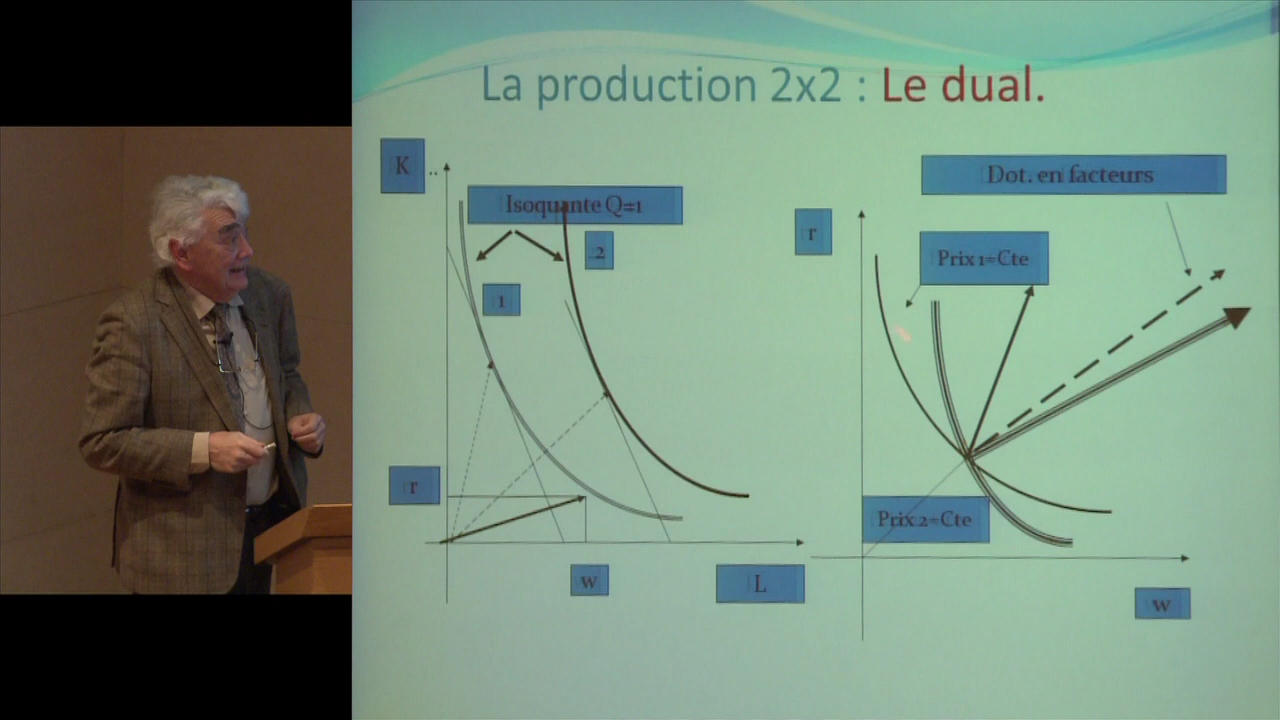 La production 2x2 : Le dual.
K
..
Isoquante Q=1
2
1
r
w
L
Dot. en facteurs
r
Prix 1=Cte
Prix 2=Cte
w